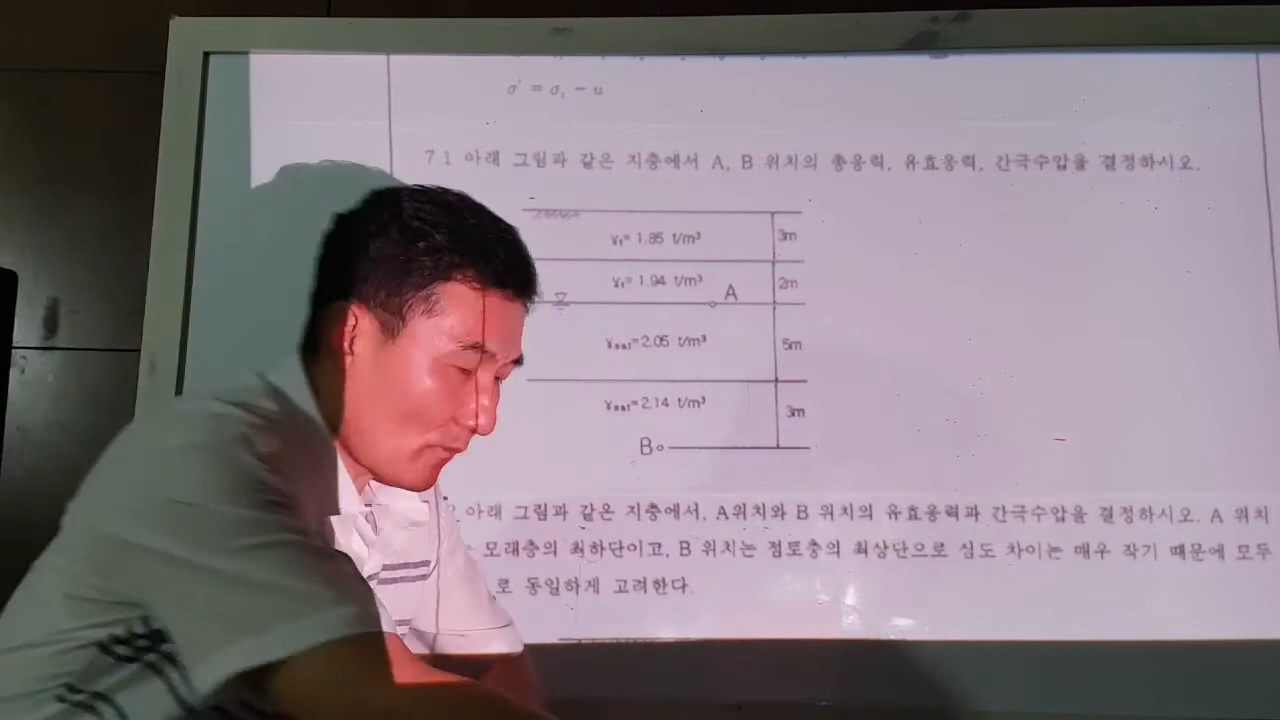 σ' = σₜ - u
7.1 아래 그림과 같은 지층에서 A, B 위치의 총응력, 유효응력, 간극수압을 결정하시오.
γₜ= 1.85 t/m³ 3m
γₜ= 1.94 t/m³ A 2m
γsat=2.05 t/m³ 5m
γsat=2.14 t/m³ 3m
B
2 아래 그림과 같은 지층에서, A위치와 B 위치의 유효응력과 간극수압을 결정하시오. A 위치
모래층의 최하단이고, B 위치는 점토층의 최상단으로 심도 차이는 매우 작기 때문에 모두
로 동일하게 고려한다.